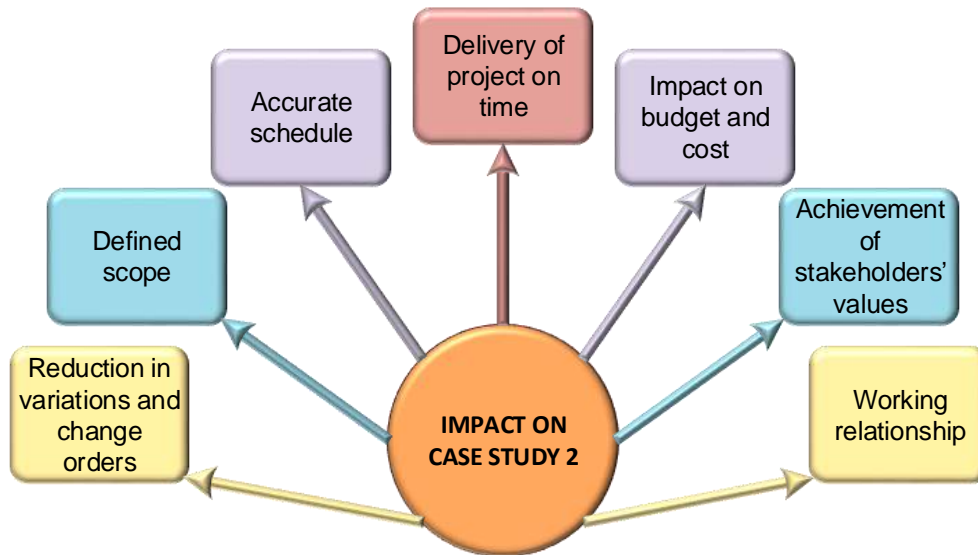 Delivery of
project on
time
Accurate
schedule
Impact on
budget and
cost
Defined
scope
Achievement
of
stakeholders’
values
Reduction in
variations and
change
orders
IMPACT ON
CASE STUDY 2
Working
relationship